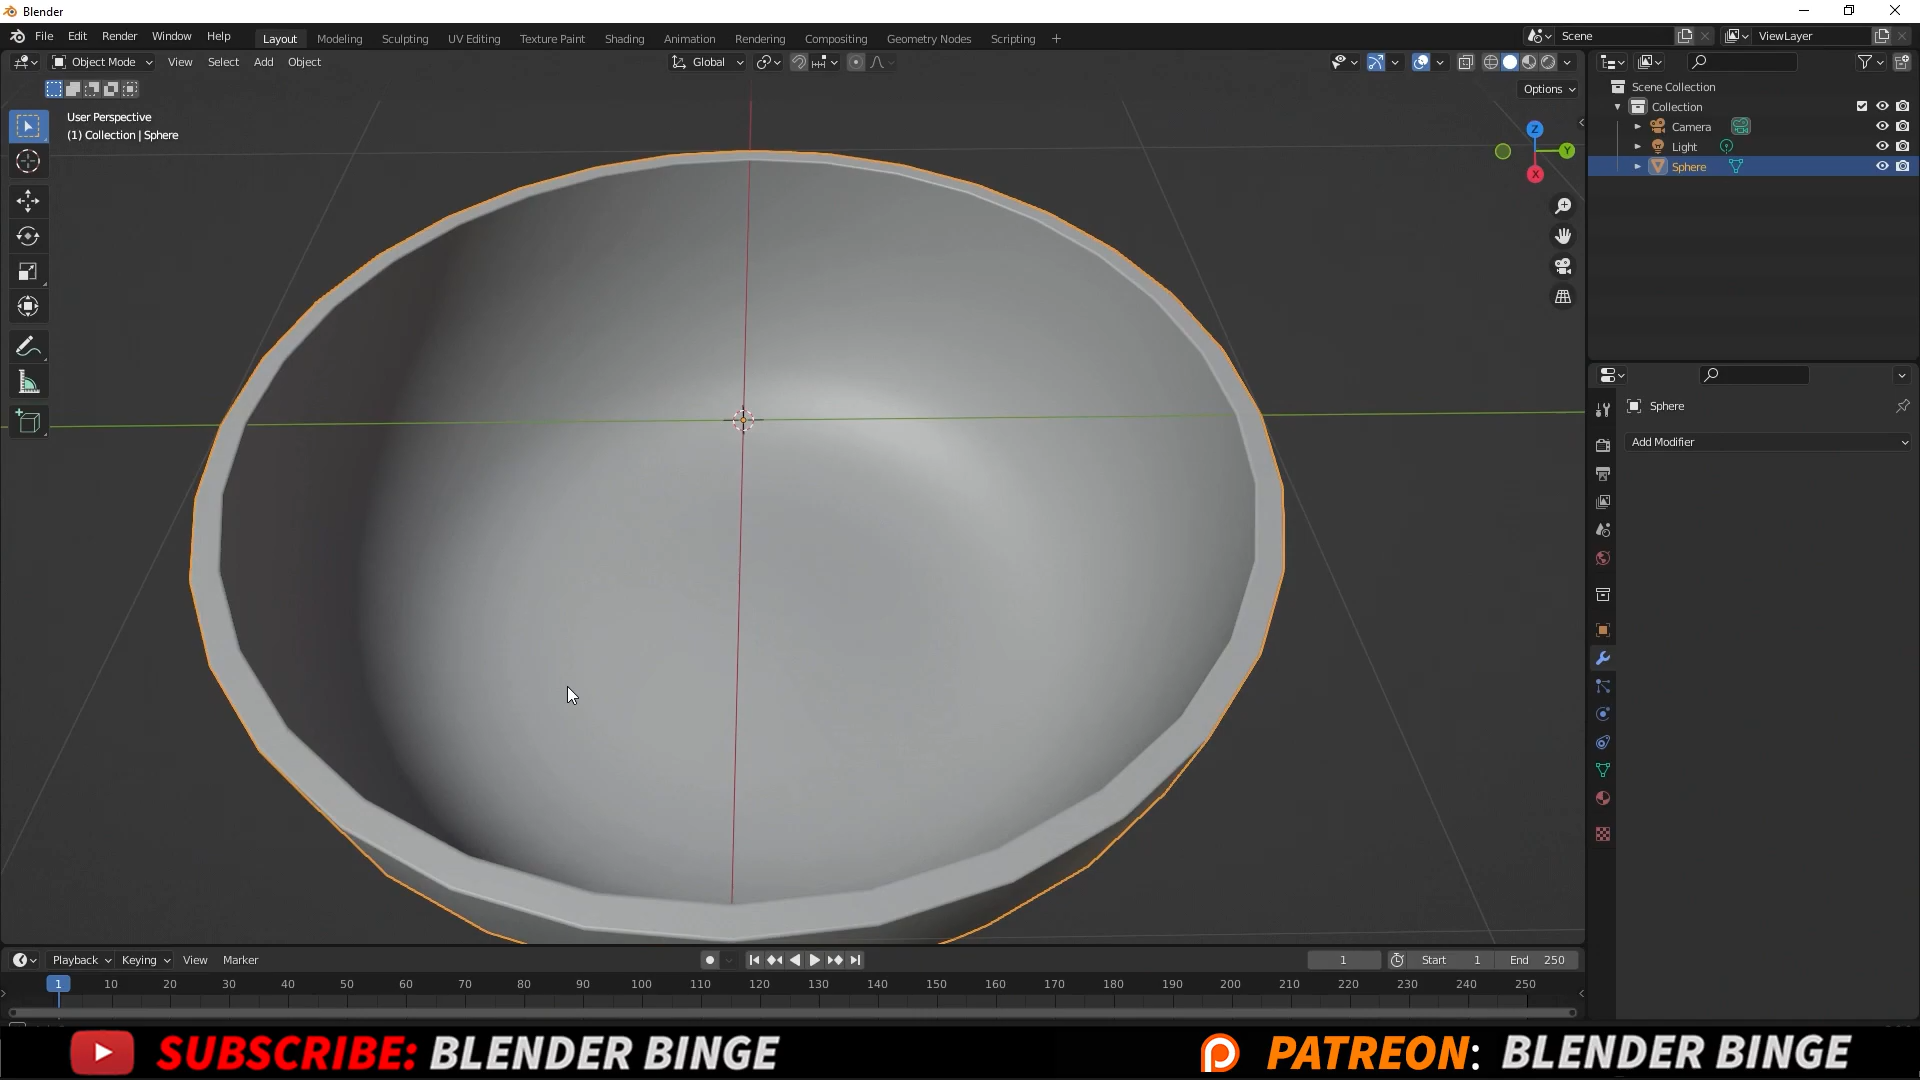 Blender
File Edit Render Window Help
Layout Modeling Sculpting UV Editing Texture Paint Shading Animation Rendering Compositing Geometry Nodes Scripting +
Scene
ViewLayer
Object Mode View Select Add Object
Global
Options
User Perspective
(1) Collection | Sphere
Z
Y
X
Scene Collection
Collection
Camera
Light
Sphere
Sphere
Add Modifier
Playback Keying View Marker
1
Start 1
End 250
1 10 20 30 40 50 60 70 80 90 100 110 120 130 140 150 160 170 180 190 200 210 220 230 240 250
SUBSCRIBE: BLENDER BINGE
PATREON: BLENDER BINGE